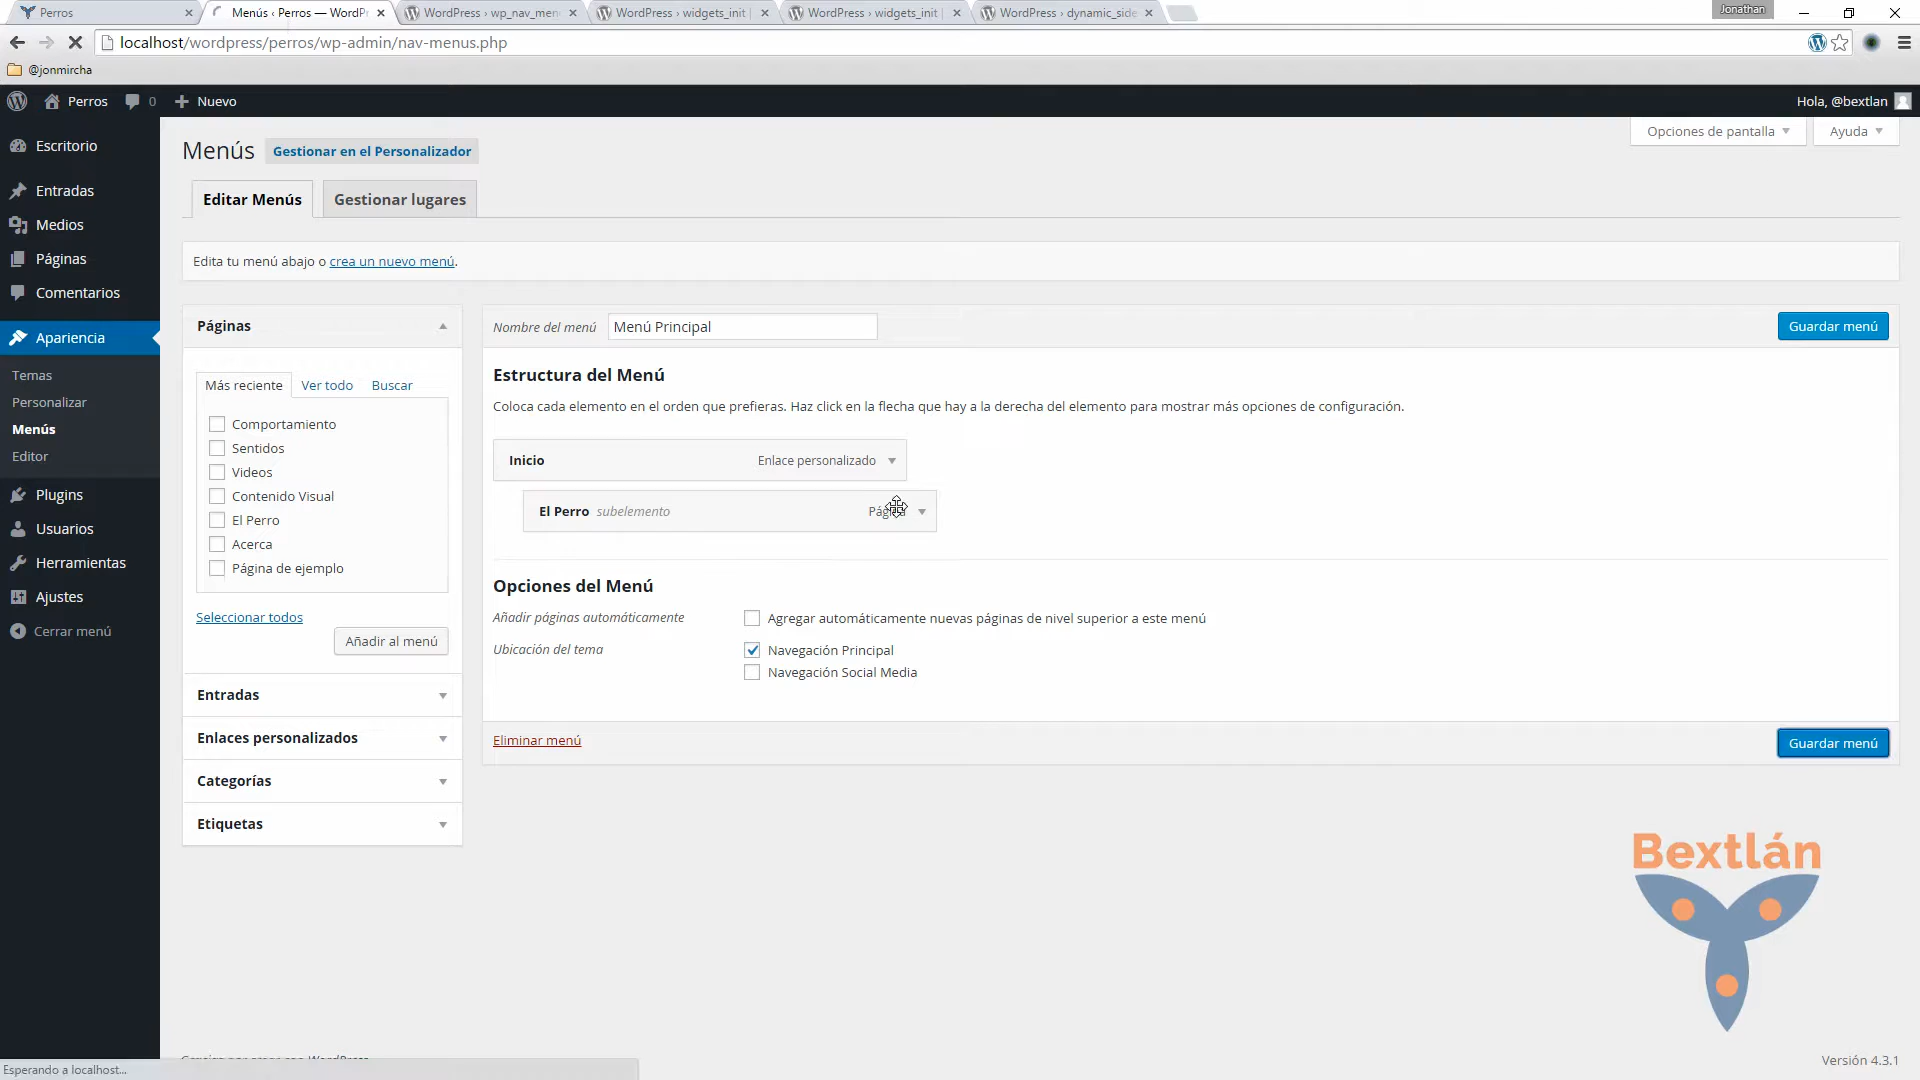 Perros
Menús ‹ Perros — WordPr
WordPress › wp_nav_men
WordPress › widgets_init |
WordPress › widgets_init |
WordPress › dynamic_side
Jonathan
localhost/wordpress/perros/wp-admin/nav-menus.php
@jonmircha
Perros
0
Nuevo
Hola, @bextlan
Escritorio
Entradas
Medios
Páginas
Comentarios
Apariencia
Temas
Personalizar
Menús
Editor
Plugins
Usuarios
Herramientas
Ajustes
Cerrar menú
Opciones de pantalla
Ayuda
Menús
Gestionar en el Personalizador
Editar Menús
Gestionar lugares
Edita tu menú abajo o crea un nuevo menú.
Páginas
Más reciente
Ver todo
Buscar
Comportamiento
Sentidos
Videos
Contenido Visual
El Perro
Acerca
Página de ejemplo
Seleccionar todos
Añadir al menú
Entradas
Enlaces personalizados
Categorías
Etiquetas
Nombre del menú
Menú Principal
Guardar menú
Estructura del Menú
Coloca cada elemento en el orden que prefieras. Haz click en la flecha que hay a la derecha del elemento para mostrar más opciones de configuración.
Inicio
Enlace personalizado
El Perro subelemento
Página
Opciones del Menú
Añadir páginas automáticamente
Agregar automáticamente nuevas páginas de nivel superior a este menú
Ubicación del tema
Navegación Principal
Navegación Social Media
Eliminar menú
Guardar menú
Bextlán
WordPress
Versión 4.3.1
Esperando a localhost...